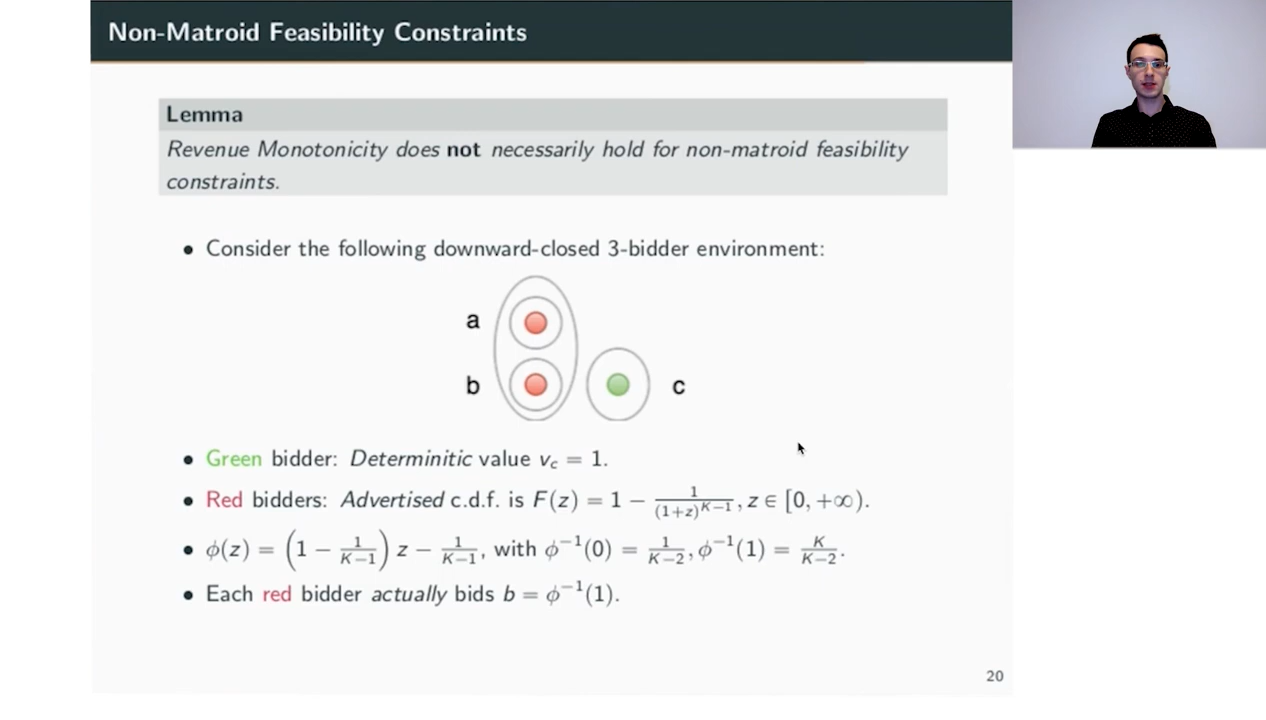 Non-Matroid Feasibility Constraints
Lemma
Revenue Monotonicity does not necessarily hold for non-matroid feasibility
constraints.
• Consider the following downward-closed 3-bidder environment:
a
b
c
• Green bidder: Determinitic value v_c = 1.
• Red bidders: Advertised c.d.f. is F(z) = 1 − 1/(1+z)^{K−1}, z ∈ [0, +∞).
• ϕ(z) = (1 − 1/(K−1)) z − 1/(K−1), with ϕ^{−1}(0) = 1/(K−2), ϕ^{−1}(1) = K/(K−2).
• Each red bidder actually bids b = ϕ^{−1}(1).
20